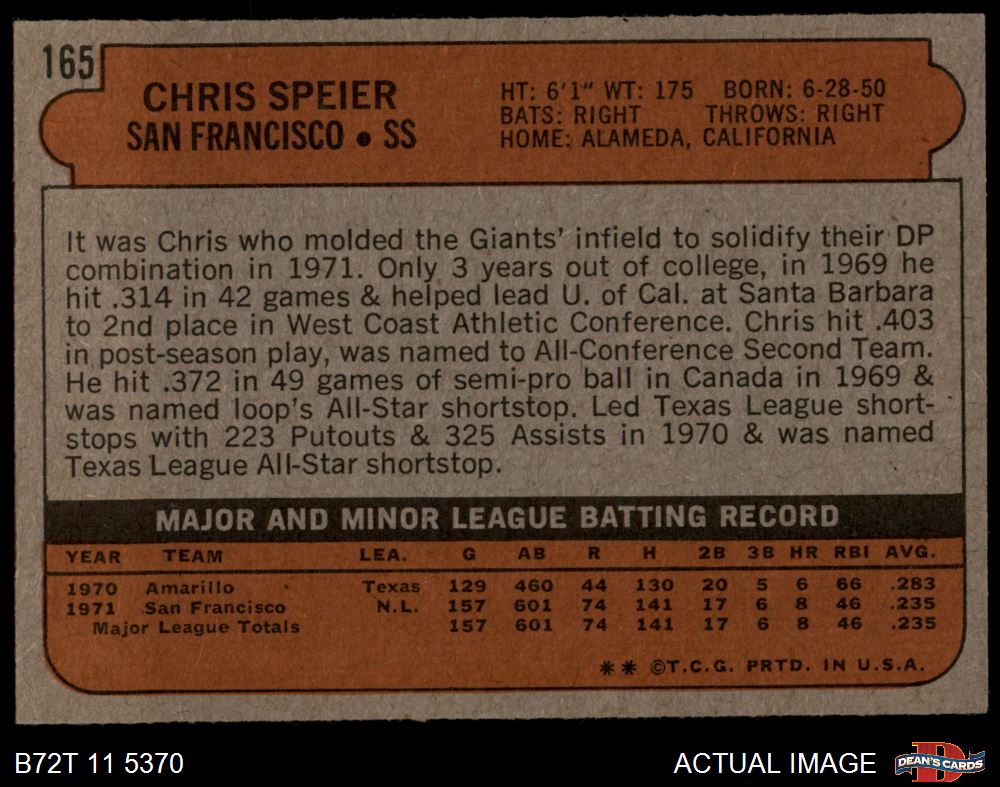 165
CHRIS SPEIER
SAN FRANCISCO • SS
HT: 6'1" WT: 175 BORN: 6-28-50
BATS: RIGHT THROWS: RIGHT
HOME: ALAMEDA, CALIFORNIA
It was Chris who molded the Giants' infield to solidify their DP
combination in 1971. Only 3 years out of college, in 1969 he
hit .314 in 42 games & helped lead U. of Cal. at Santa Barbara
to 2nd place in West Coast Athletic Conference. Chris hit .403
in post-season play, was named to All-Conference Second Team.
He hit .372 in 49 games of semi-pro ball in Canada in 1969 &
was named loop's All-Star shortstop. Led Texas League short-
stops with 223 Putouts & 325 Assists in 1970 & was named
Texas League All-Star shortstop.
MAJOR AND MINOR LEAGUE BATTING RECORD
YEAR TEAM LEA. G AB R H 2B 3B HR RBI AVG.
1970 Amarillo Texas 129 460 44 130 20 5 6 66 .283
1971 San Francisco N.L. 157 601 74 141 17 6 8 46 .235
Major League Totals 157 601 74 141 17 6 8 46 .235
** ©T.C.G. PRTD. IN U.S.A.
B72T 11 5370
ACTUAL IMAGE
DEAN'S CARDS